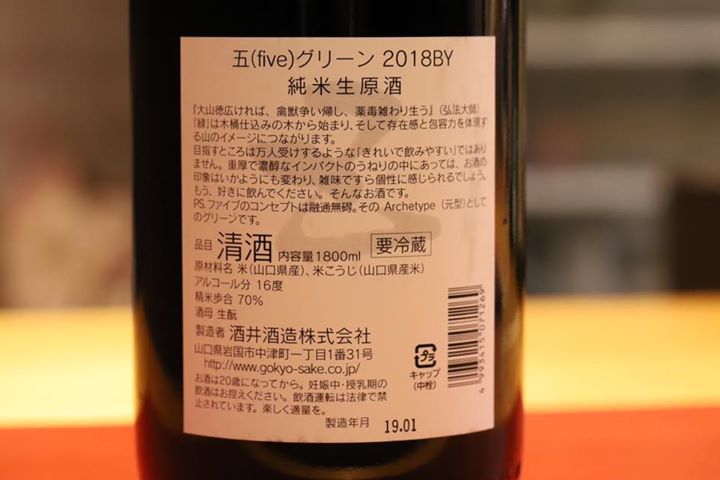 五(five)グリーン 2018BY
純米生原酒
『大山徳広ければ、禽獣争い帰し、薬毒雑わり生う』(弘法大師)
「緑」は木桶仕込みの木から始まり、そして存在感と包容力を体現す
る山のイメージにつながります。
目指すところは万人受けするような「きれいで飲みやすい」ではあり
ません。重厚で濃醇なインパクトのうねりの中にあっては、お酒の
印象はいかようにも変わり、雑味ですら個性に感じられるでしょう。
もう、好きに飲んでください。そんなお酒です。
PS.ファイブのコンセプトは融通無碍。その Archetype (元型)として
のグリーンです。
品目 清酒 内容量1800ml 要冷蔵
原材料名 米(山口県産)、米こうじ(山口県産米)
アルコール分 16度
精米歩合 70%
酒母 生酛
製造者 酒井酒造株式会社
山口県岩国市中津町一丁目1番31号
http://www.gokyo-sake.co.jp/
お酒は20歳になってから。妊娠中・授乳期の
飲酒はお控えください。飲酒運転は法律で禁
止されています。楽しく適量を。
プラ
キャップ
(中栓)
4 993415 071269
製造年月 19.01